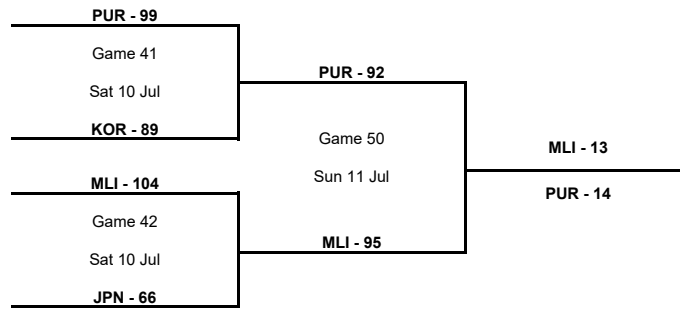 PUR - 99
Game 41
Sat 10 Jul
KOR - 89
MLI - 104
Game 42
Sat 10 Jul
JPN - 66
PUR - 92
Game 50
Sun 11 Jul
MLI - 95
MLI - 13
PUR - 14